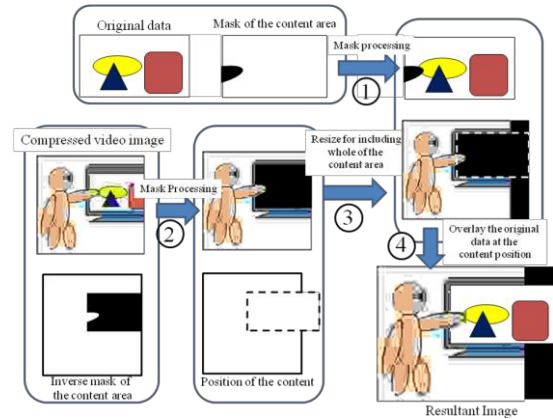 Original data
Mask of the content area
Mask processing
①
Compressed video image
Mask Processing
②
Resize for including
whole of the
content area
③
④
Overlay the original
data at the
content position
Inverse mask of
the content area
Position of the content
Resultant Image